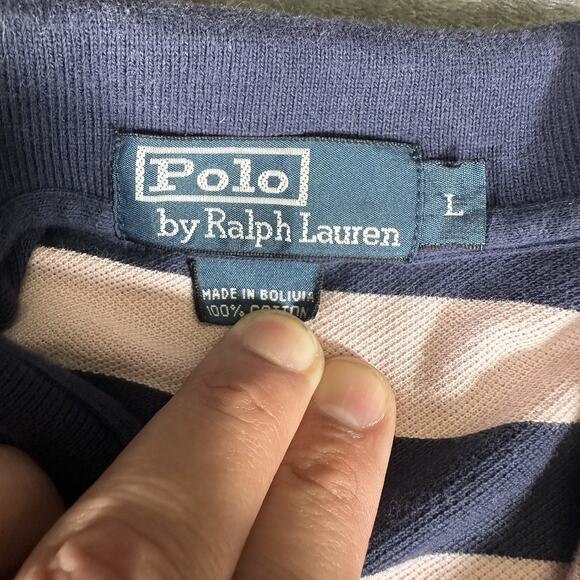 Polo
by Ralph Lauren
L
MADE IN BOLIVIA
100% COTTON